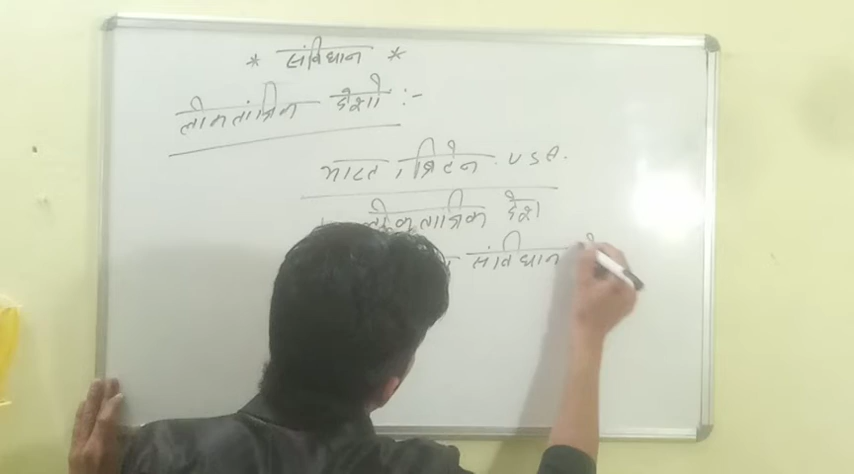 * संविधान *
लोकतांत्रिक देशो :-
भारत, ब्रिटेन. USA.
लोकतांत्रिक देश
संविधान